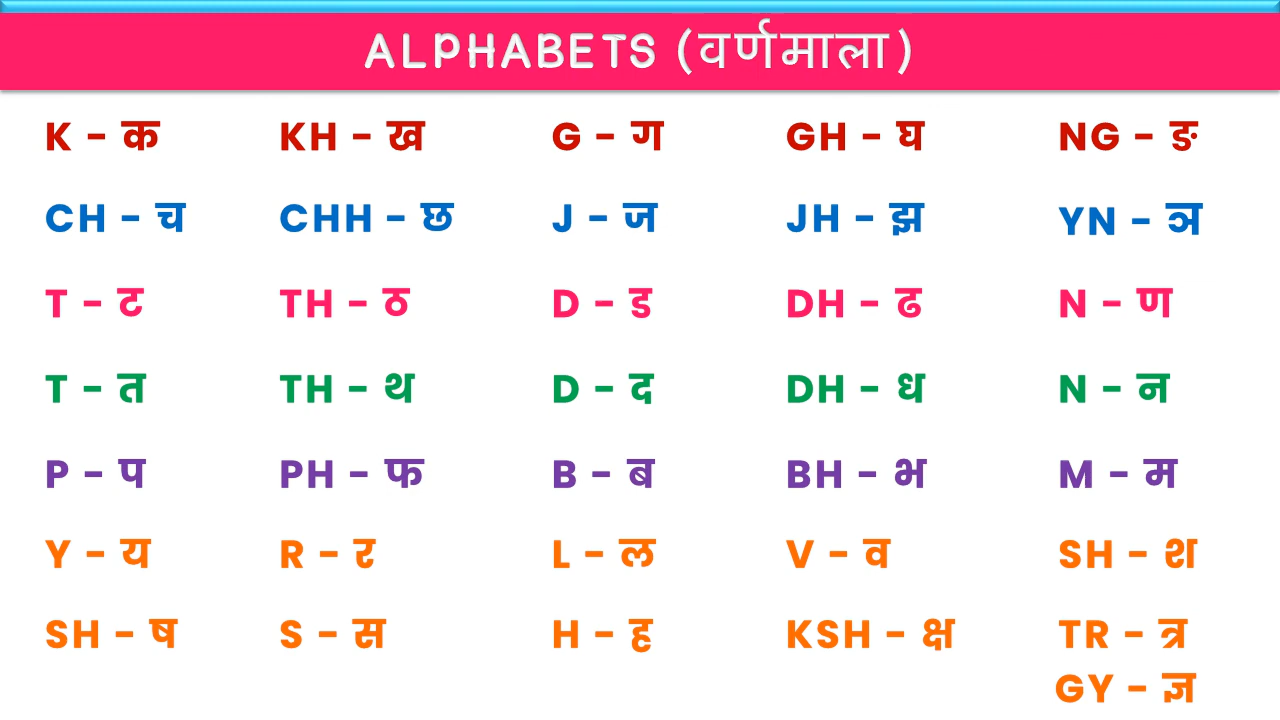 ALPHABETS (वर्णमाला)
K - क KH - ख G - ग GH - घ NG - ङ
CH - च CHH - छ J - ज JH - झ YN - ञ
T - ट TH - ठ D - ड DH - ढ N - ण
T - त TH - थ D - द DH - ध N - न
P - प PH - फ B - ब BH - भ M - म
Y - य R - र L - ल V - व SH - श
SH - ष S - स H - ह KSH - क्ष TR - त्र
GY - ज्ञ